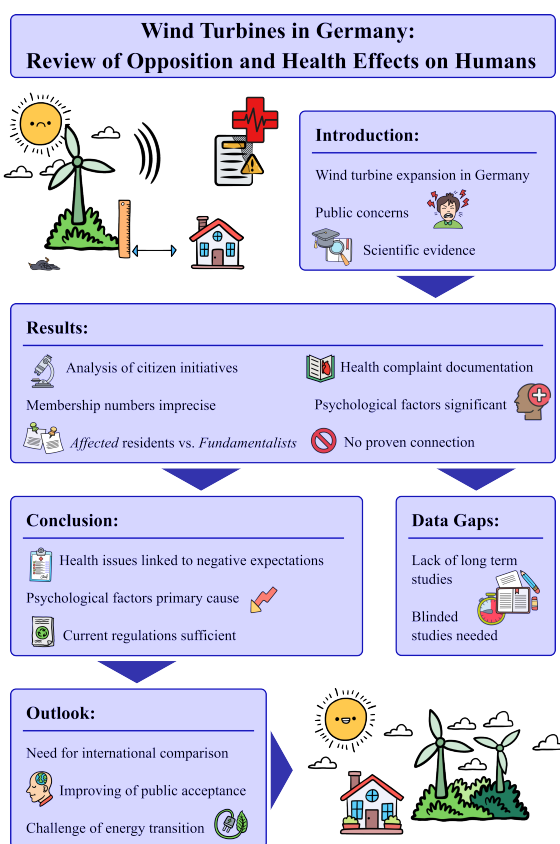 Wind Turbines in Germany:
Review of Opposition and Health Effects on Humans
Introduction:
Wind turbine expansion in Germany
Public concerns
Scientific evidence
Results:
Analysis of citizen initiatives
Membership numbers imprecise
Affected residents vs. Fundamentalists
Health complaint documentation
Psychological factors significant
No proven connection
Conclusion:
Health issues linked to negative expectations
Psychological factors primary cause
Current regulations sufficient
Data Gaps:
Lack of long term
studies
Blinded
studies needed
Outlook:
Need for international comparison
Improving of public acceptance
Challenge of energy transition